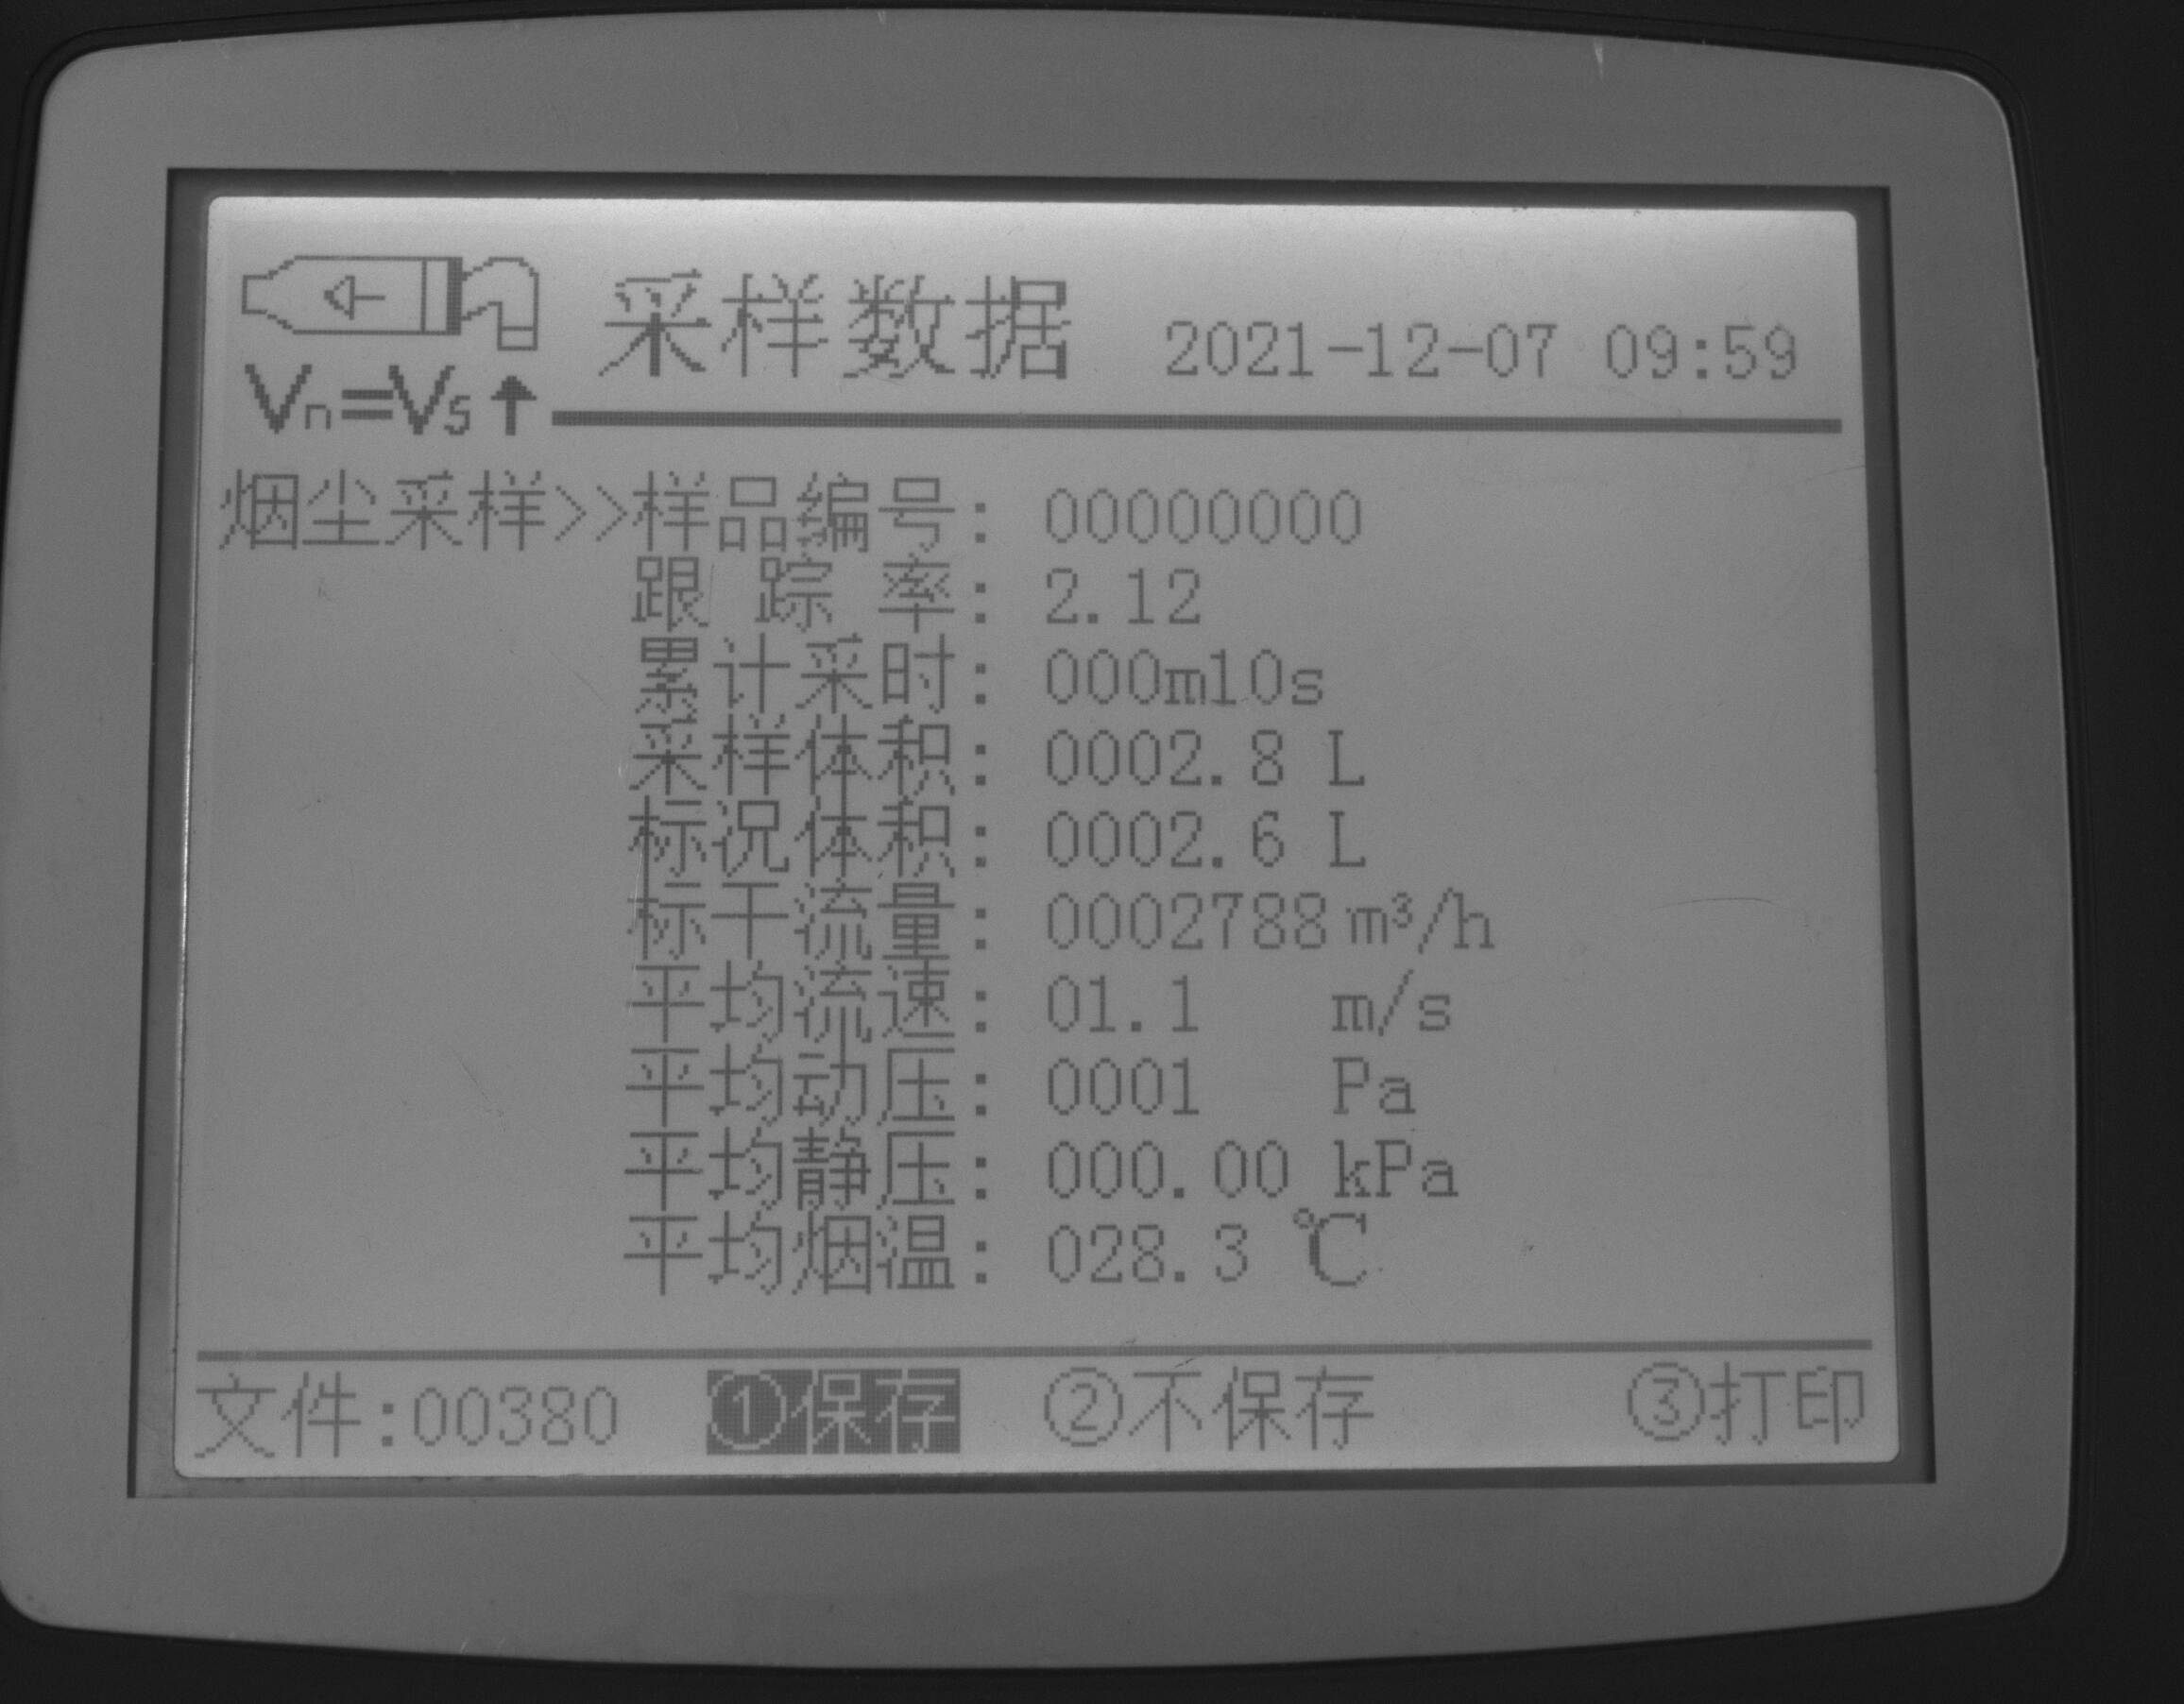 采样数据 2021-12-07 09:59
Vn=Vs↑
烟尘采样>>样品编号: 00000000
跟踪率: 2.12
累计采时: 000m10s
采样体积: 0002.8 L
标况体积: 0002.6 L
标干流量: 0002788m³/h
平均流速: 01.1 m/s
平均动压: 0001 Pa
平均静压: 000.00 kPa
平均烟温: 028.3 ℃
文件:00380 ①保存 ②不保存 ③打印